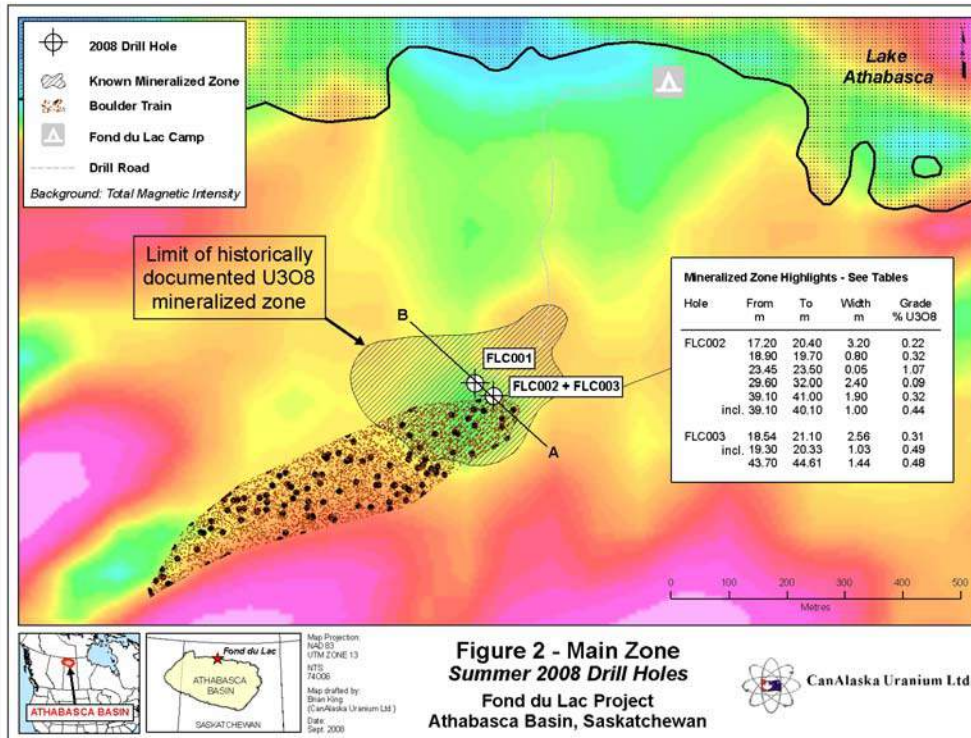 2008 Drill Hole
Known Mineralized Zone
Boulder Train
Fond du Lac Camp
Drill Road
Background: Total Magnetic Intensity
Lake
Athabasca
Limit of historically
documented U3O8
mineralized zone
B
FLC001
FLC002 + FLC003
A
Mineralized Zone Highlights - See Tables
Hole From To Width Grade
m m m % U3O8
FLC002 17.20 20.40 3.20 0.22
18.90 19.70 0.80 0.32
23.45 23.50 0.05 1.07
29.60 32.00 2.40 0.09
39.10 41.00 1.90 0.32
incl. 39.10 40.10 1.00 0.44
FLC003 18.54 21.10 2.56 0.31
incl. 19.30 20.33 1.03 0.49
43.70 44.61 1.44 0.48
0 100 200 300 400 500
Metres
ATHABASCA BASIN
Fond du Lac
ATHABASCA
BASIN
SASKATCHEWAN
Map Projection:
NAD 83
UTM ZONE 13
NTS
74O06
Map drafted by:
Brian King
(CanAlaska Uranium Ltd)
Date:
Sept. 2008
Figure 2 - Main Zone
Summer 2008 Drill Holes
Fond du Lac Project
Athabasca Basin, Saskatchewan
CanAlaska Uranium Ltd